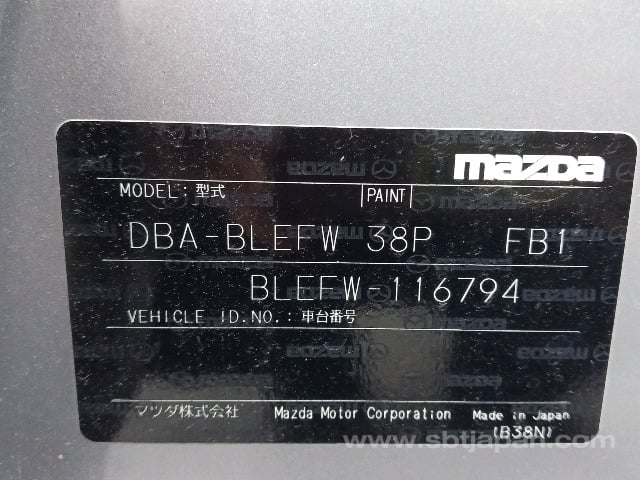 mazda
MODEL: 型式 PAINT
DBA-BLEFW 38P FB1
BLEFW-116794
VEHICLE ID.NO.: 車台番号
マツダ株式会社 Mazda Motor Corporation Made in Japan
(B38N)
www.sbtjapan.com